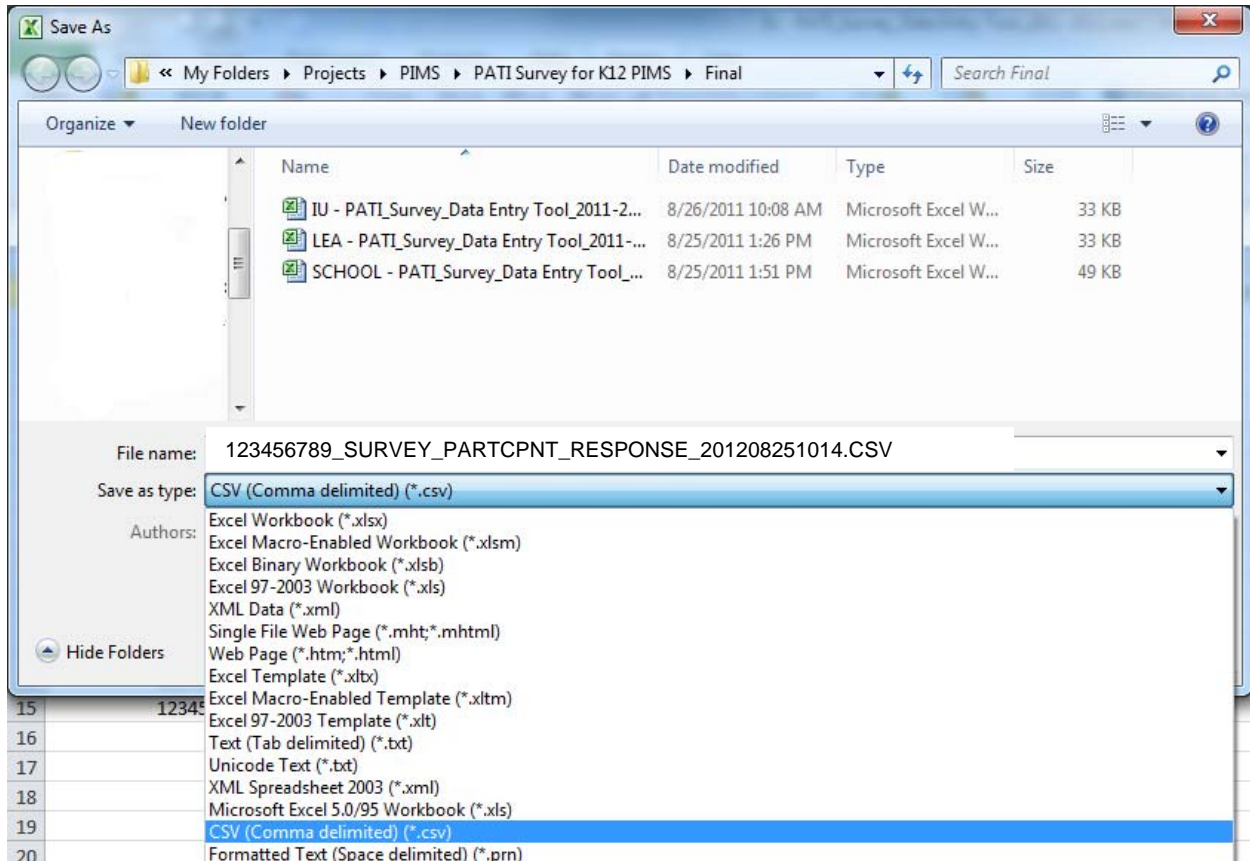 Save As
« My Folders ▸ Projects ▸ PIMS ▸ PATI Survey for K12 PIMS ▸ Final
Search Final
Organize
New folder
Name Date modified Type Size
IU - PATI_Survey_Data Entry Tool_2011-2... 8/26/2011 10:08 AM Microsoft Excel W... 33 KB
LEA - PATI_Survey_Data Entry Tool_2011-... 8/25/2011 1:26 PM Microsoft Excel W... 33 KB
SCHOOL - PATI_Survey_Data Entry Tool_... 8/25/2011 1:51 PM Microsoft Excel W... 49 KB
File name: 123456789_SURVEY_PARTCPNT_RESPONSE_201208251014.CSV
Save as type: CSV (Comma delimited) (*.csv)
Authors:
Excel Workbook (*.xlsx)
Excel Macro-Enabled Workbook (*.xlsm)
Excel Binary Workbook (*.xlsb)
Excel 97-2003 Workbook (*.xls)
XML Data (*.xml)
Single File Web Page (*.mht;*.mhtml)
Web Page (*.htm;*.html)
Excel Template (*.xltx)
Excel Macro-Enabled Template (*.xltm)
Excel 97-2003 Template (*.xlt)
Text (Tab delimited) (*.txt)
Unicode Text (*.txt)
XML Spreadsheet 2003 (*.xml)
Microsoft Excel 5.0/95 Workbook (*.xls)
CSV (Comma delimited) (*.csv)
Formatted Text (Space delimited) (*.prn)
Hide Folders
15 12345
16
17
18
19
20